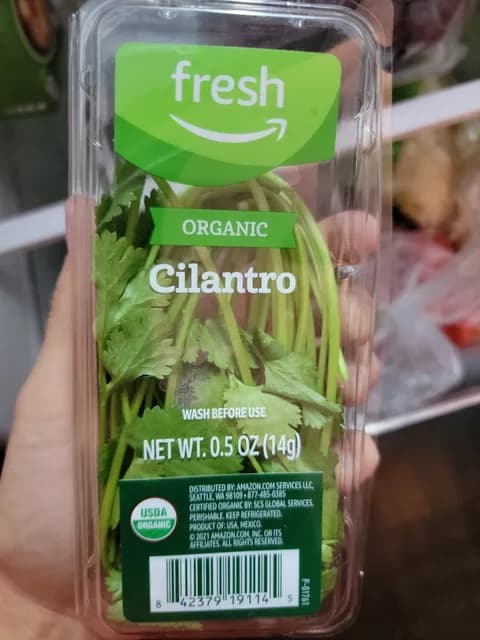 fresh
ORGANIC
Cilantro
WASH BEFORE USE
NET WT. 0.5 OZ (14g)
DISTRIBUTED BY: AMAZON.COM SERVICES LLC,
SEATTLE, WA 98109 • 877-485-0385
CERTIFIED ORGANIC BY: SCS GLOBAL SERVICES.
PERISHABLE. KEEP REFRIGERATED.
PRODUCT OF: USA, MEXICO.
© 2021 AMAZON.COM, INC. OR ITS
AFFILIATES. ALL RIGHTS RESERVED.
USDA
ORGANIC
P-01761
8 42379 19114 5